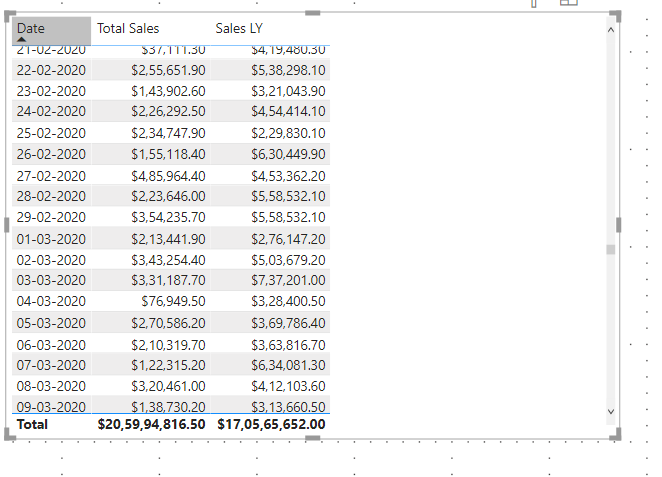 Date Total Sales Sales LY
21-02-2020 $37,111.30 $4,19,480.30
22-02-2020 $2,55,651.90 $5,38,298.10
23-02-2020 $1,43,902.60 $3,21,043.90
24-02-2020 $2,26,292.50 $4,54,414.10
25-02-2020 $2,34,747.90 $2,29,830.10
26-02-2020 $1,55,118.40 $6,30,449.90
27-02-2020 $4,85,964.40 $4,53,362.20
28-02-2020 $2,23,646.00 $5,58,532.10
29-02-2020 $3,54,235.70 $5,58,532.10
01-03-2020 $2,13,441.90 $2,76,147.20
02-03-2020 $3,43,254.40 $5,03,679.20
03-03-2020 $3,31,187.70 $7,37,201.00
04-03-2020 $76,949.50 $3,28,400.50
05-03-2020 $2,70,586.20 $3,69,786.40
06-03-2020 $2,10,319.70 $3,63,816.70
07-03-2020 $1,22,315.20 $6,34,081.30
08-03-2020 $3,20,461.00 $4,12,103.60
09-03-2020 $1,38,730.20 $3,13,660.50
Total $20,59,94,816.50 $17,05,65,652.00